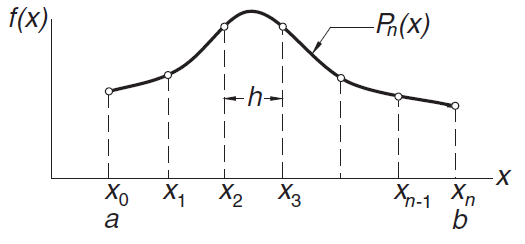 f(x)
Pₙ(x)
h
x
x₀ x₁ x₂ x₃ xₙ₋₁ xₙ
a b